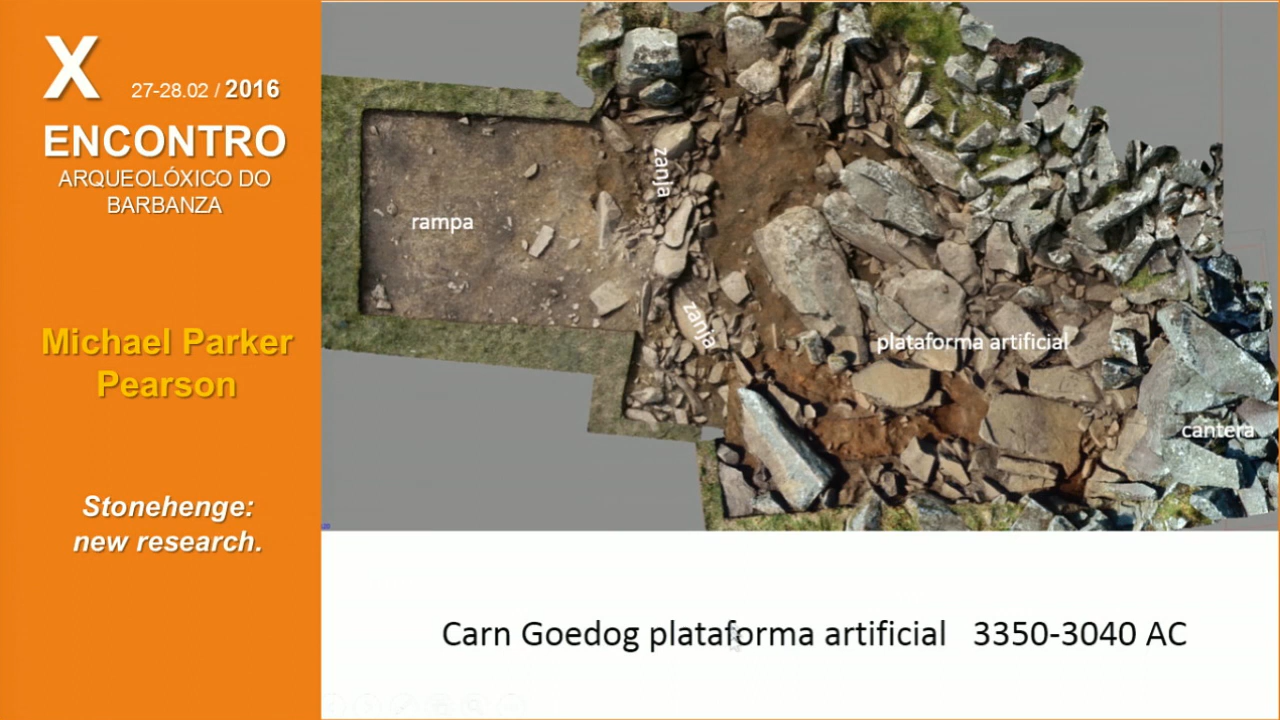 X
27-28.02 / 2016
ENCONTRO
ARQUEOLÓXICO DO
BARBANZA
Michael Parker
Pearson
Stonehenge:
new research.
rampa
zanja
zanja
plataforma artificial
cantera
Carn Goedog plataforma artificial 3350-3040 AC